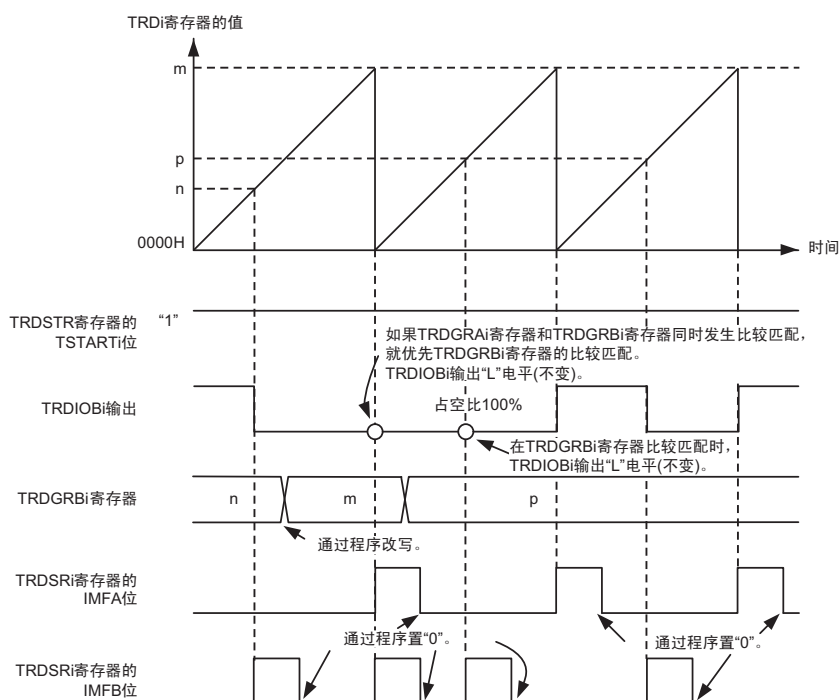 TRDi寄存器的值
m
p
n
0000H
时间
TRDSTR寄存器的
TSTARTi位
“1”
如果TRDGRAi寄存器和TRDGRBi寄存器同时发生比较匹配，
就优先TRDGRBi寄存器的比较匹配。
TRDIOBi输出“L”电平(不变)。
TRDIOBi输出
占空比100%
在TRDGRBi寄存器比较匹配时，
TRDIOBi输出“L”电平(不变)。
TRDGRBi寄存器
n
m
p
通过程序改写。
TRDSRi寄存器的
IMFA位
通过程序置“0”。
通过程序置“0”。
TRDSRi寄存器的
IMFB位